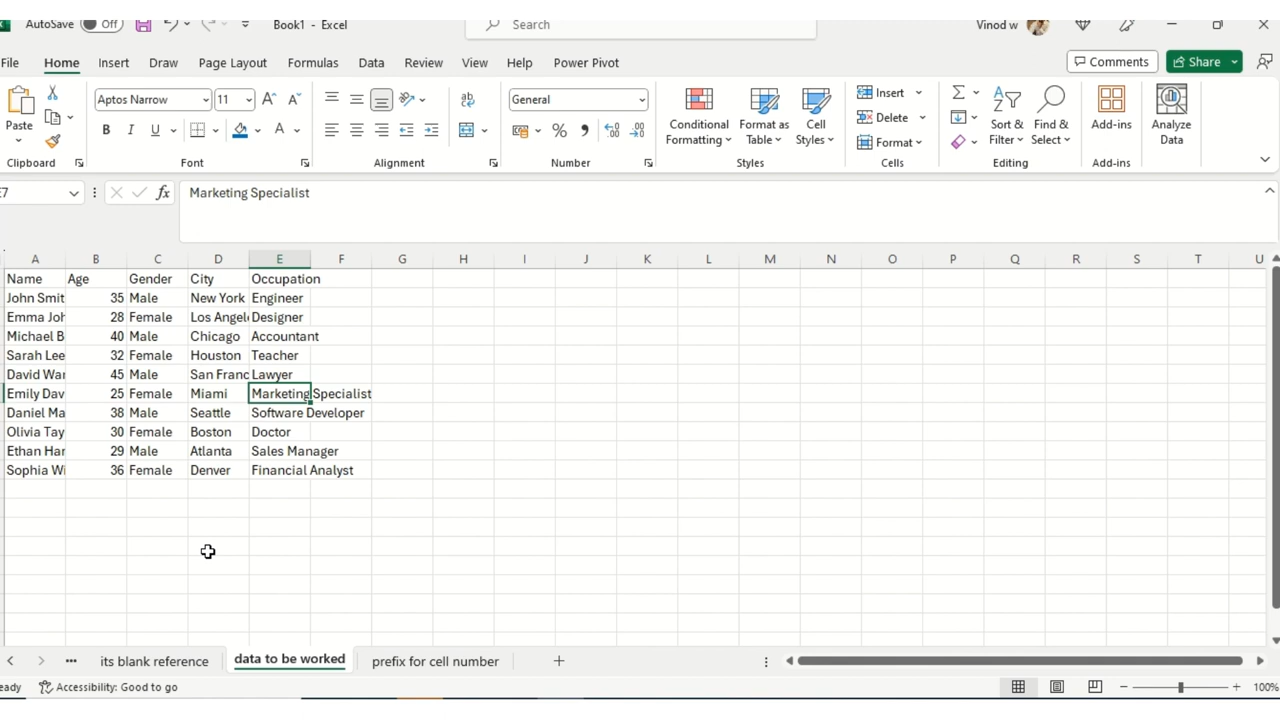 AutoSave Off Book1 - Excel Search Vinod w
File Home Insert Draw Page Layout Formulas Data Review View Help Power Pivot Comments Share
Paste Aptos Narrow 11 A A ab General Conditional Formatting Format as Table Cell Styles Insert Delete Format Sort & Filter Find & Select Add-ins Analyze Data
B I U A % 9
Clipboard Font Alignment Number Styles Cells Editing Add-ins
E7 fx Marketing Specialist
A B C D E F G H I J K L M N O P Q R S T U
Name Age Gender City Occupation
John Smit 35 Male New York Engineer
Emma Joh 28 Female Los Angele Designer
Michael B 40 Male Chicago Accountant
Sarah Lee 32 Female Houston Teacher
David War 45 Male San Franc Lawyer
Emily Dav 25 Female Miami Marketing Specialist
Daniel Ma 38 Male Seattle Software Developer
Olivia Tay 30 Female Boston Doctor
Ethan Har 29 Male Atlanta Sales Manager
Sophia Wi 36 Female Denver Financial Analyst
its blank reference data to be worked prefix for cell number
eady Accessibility: Good to go 100%